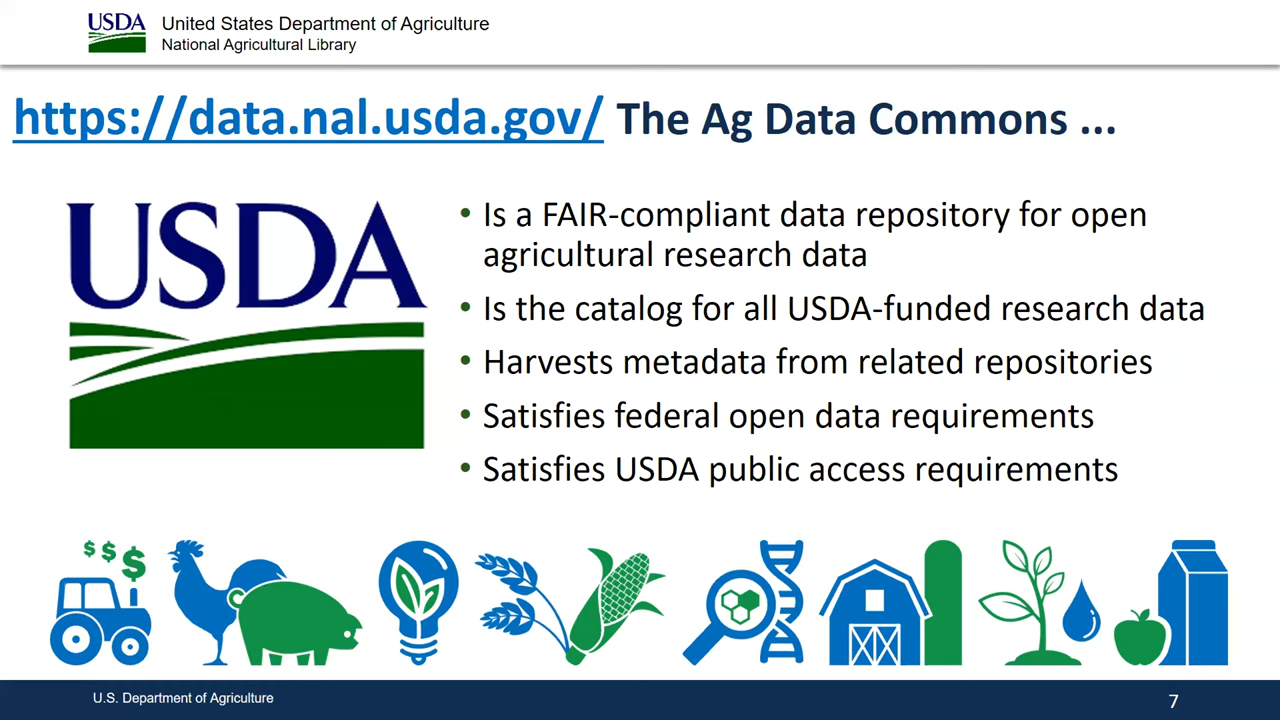 USDA
United States Department of Agriculture
National Agricultural Library
https://data.nal.usda.gov/ The Ag Data Commons ...
USDA
• Is a FAIR-compliant data repository for open
agricultural research data
• Is the catalog for all USDA-funded research data
• Harvests metadata from related repositories
• Satisfies federal open data requirements
• Satisfies USDA public access requirements
$ $ $
U.S. Department of Agriculture
7